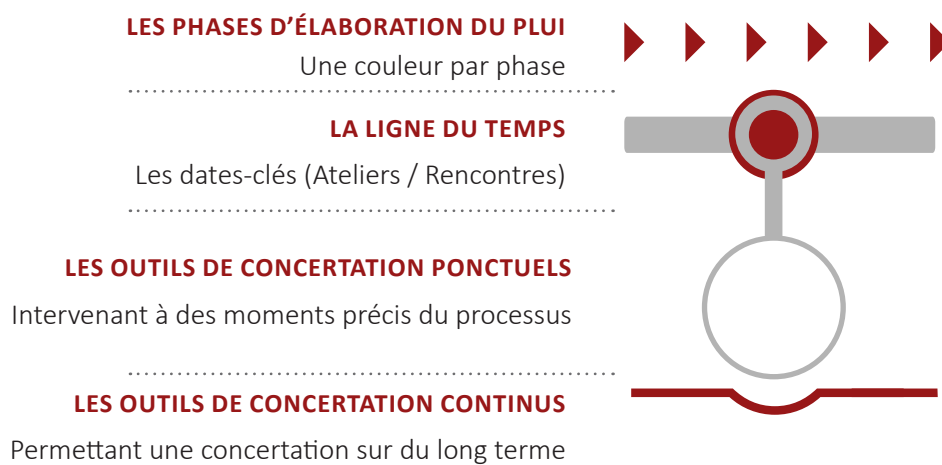 LES PHASES D’ÉLABORATION DU PLUI
Une couleur par phase
LA LIGNE DU TEMPS
Les dates-clés (Ateliers / Rencontres)
LES OUTILS DE CONCERTATION PONCTUELS
Intervenant à des moments précis du processus
LES OUTILS DE CONCERTATION CONTINUS
Permettant une concertation sur du long terme